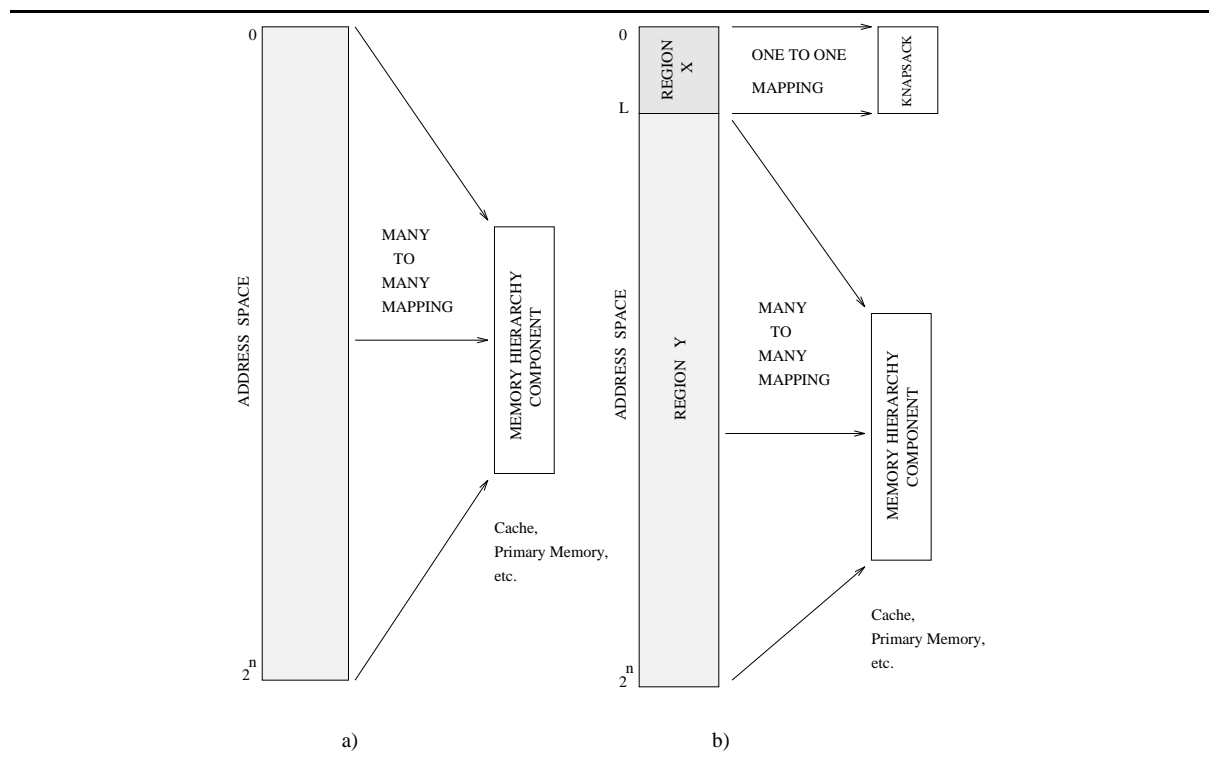 0
ADDRESS SPACE
2
n
MANY
TO
MANY
MAPPING
MEMORY HIERARCHY
COMPONENT
Cache,
Primary Memory,
etc.
a)
0
L
ADDRESS SPACE
2
n
REGION
X
REGION Y
ONE TO ONE
MAPPING
KNAPSACK
MANY
TO
MANY
MAPPING
MEMORY HIERARCHY
COMPONENT
Cache,
Primary Memory,
etc.
b)